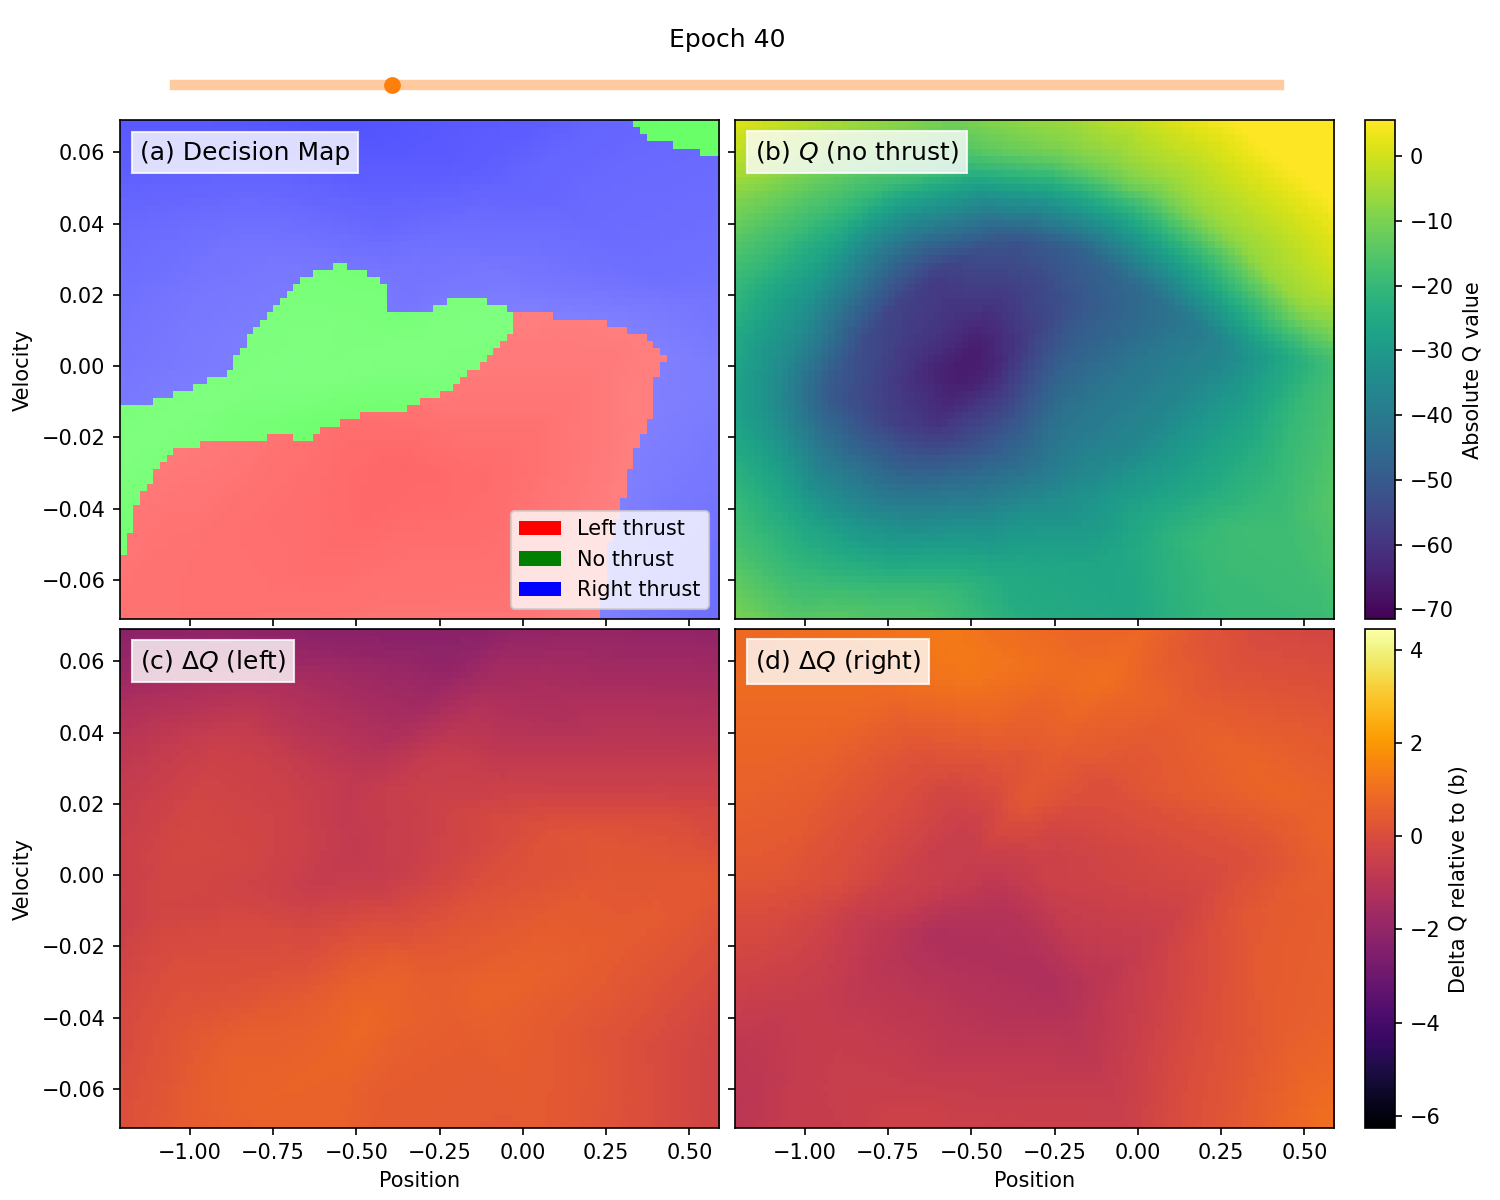 Epoch 40
(a) Decision Map
(b) Q (no thrust)
0.06
0.04
0.02
0.00
−0.02
−0.04
−0.06
Velocity
Left thrust
No thrust
Right thrust
0
−10
−20
−30
−40
−50
−60
−70
Absolute Q value
(c) ΔQ (left)
(d) ΔQ (right)
0.06
0.04
0.02
0.00
−0.02
−0.04
−0.06
Velocity
4
2
0
−2
−4
−6
Delta Q relative to (b)
−1.00 −0.75 −0.50 −0.25 0.00 0.25 0.50
Position
−1.00 −0.75 −0.50 −0.25 0.00 0.25 0.50
Position